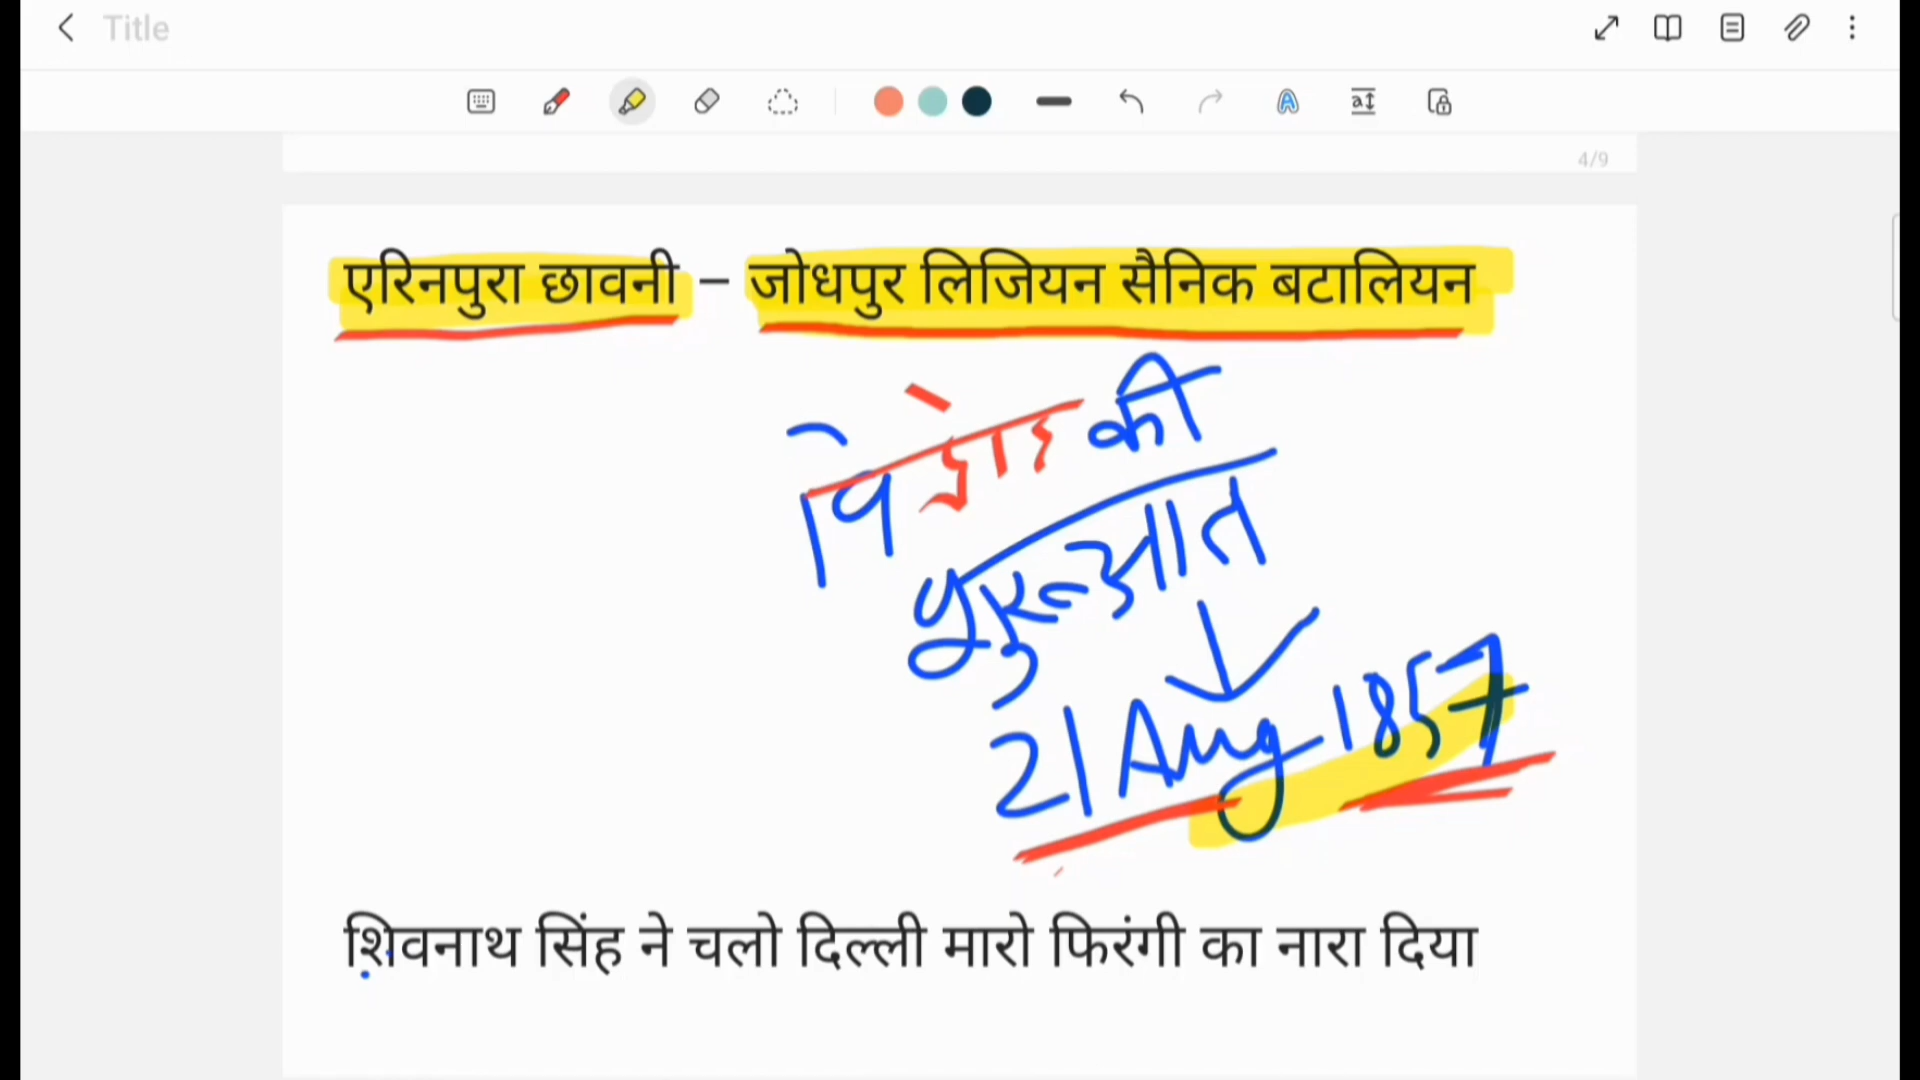 Title
4/9
एरिनपुरा छावनी – जोधपुर लिजियन सैनिक बटालियन
विद्रोह की
शुरूआत
21 Aug 1857
शिवनाथ सिंह ने चलो दिल्ली मारो फिरंगी का नारा दिया